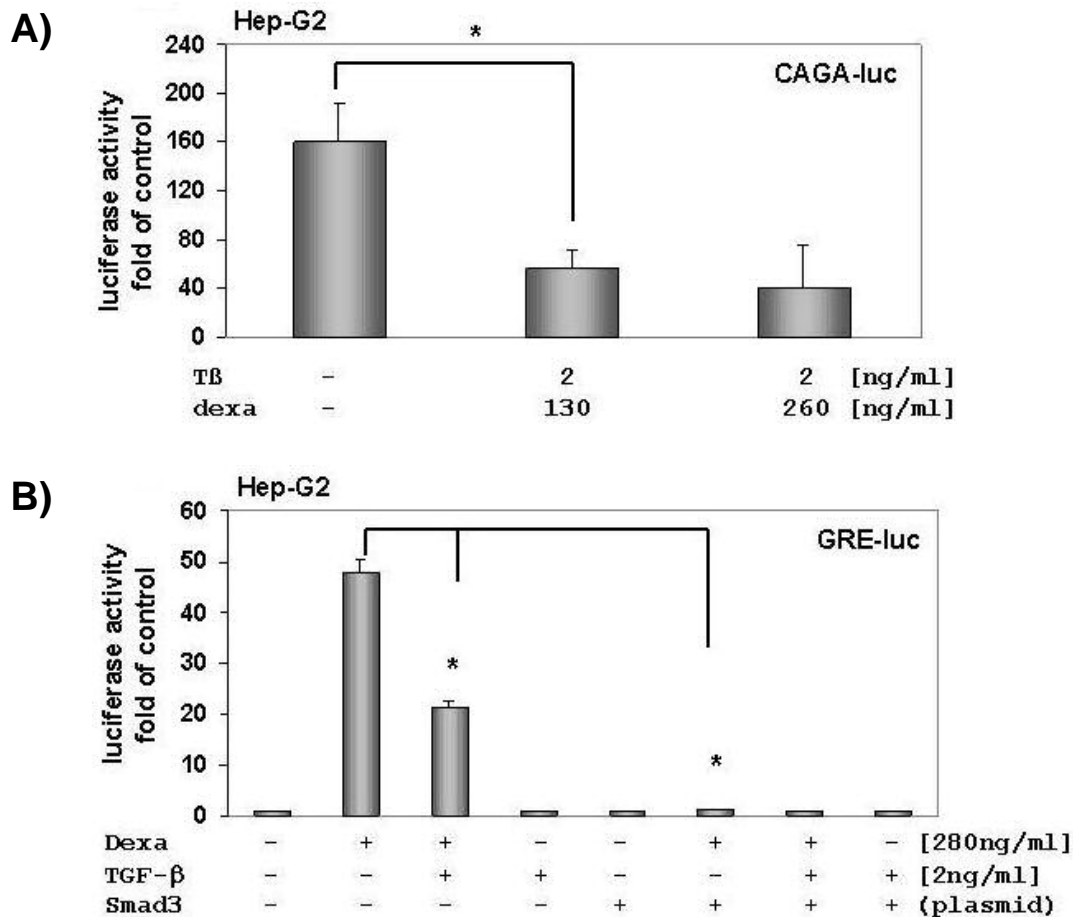 A)
Hep-G2
*
CAGA-luc
luciferase activity
fold of control
240
200
160
120
80
40
0
Tß - 2 2 [ng/ml]
dexa - 130 260 [ng/ml]
B)
Hep-G2
GRE-luc
luciferase activity
fold of control
60
50
40
30
20
10
0
*
*
Dexa - + + - - + + - [280ng/ml]
TGF-β - - + + - - + + [2ng/ml]
Smad3 - - - - + + + + (plasmid)